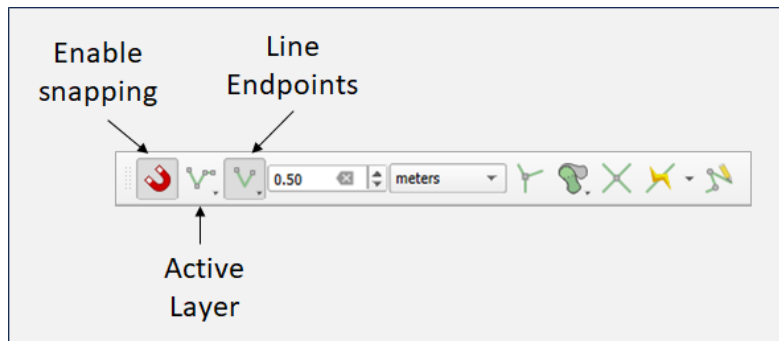 Enable
snapping
Line
Endpoints
0.50
meters
Active
Layer